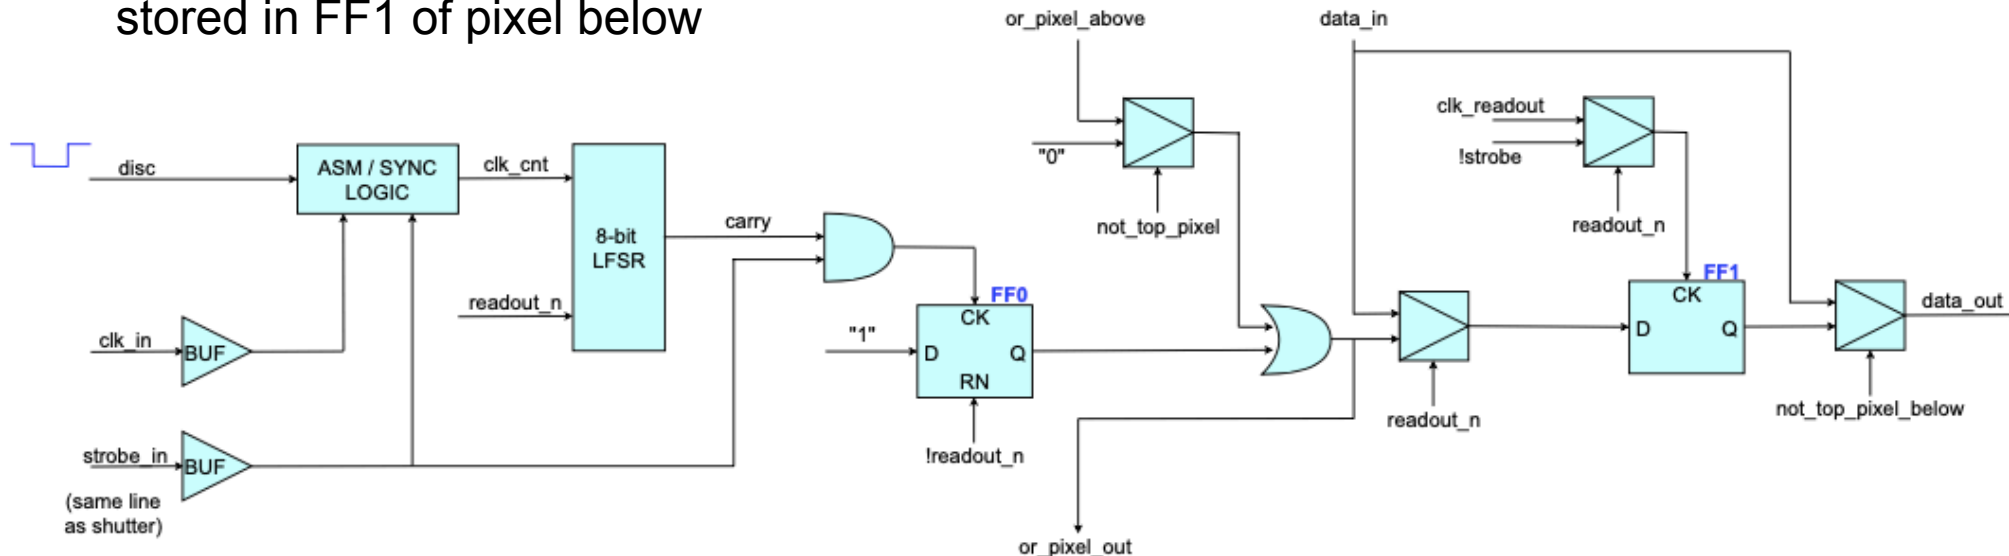 stored in FF1 of pixel below
or_pixel_above
data_in
clk_readout
!strobe
"0"
disc
ASM / SYNC
LOGIC
clk_cnt
not_top_pixel
readout_n
carry
8-bit
LFSR
readout_n
FF0
CK
"1"
D
Q
RN
!readout_n
clk_in
BUF
strobe_in
BUF
(same line
as shutter)
FF1
CK
D
Q
data_out
readout_n
not_top_pixel_below
or_pixel_out